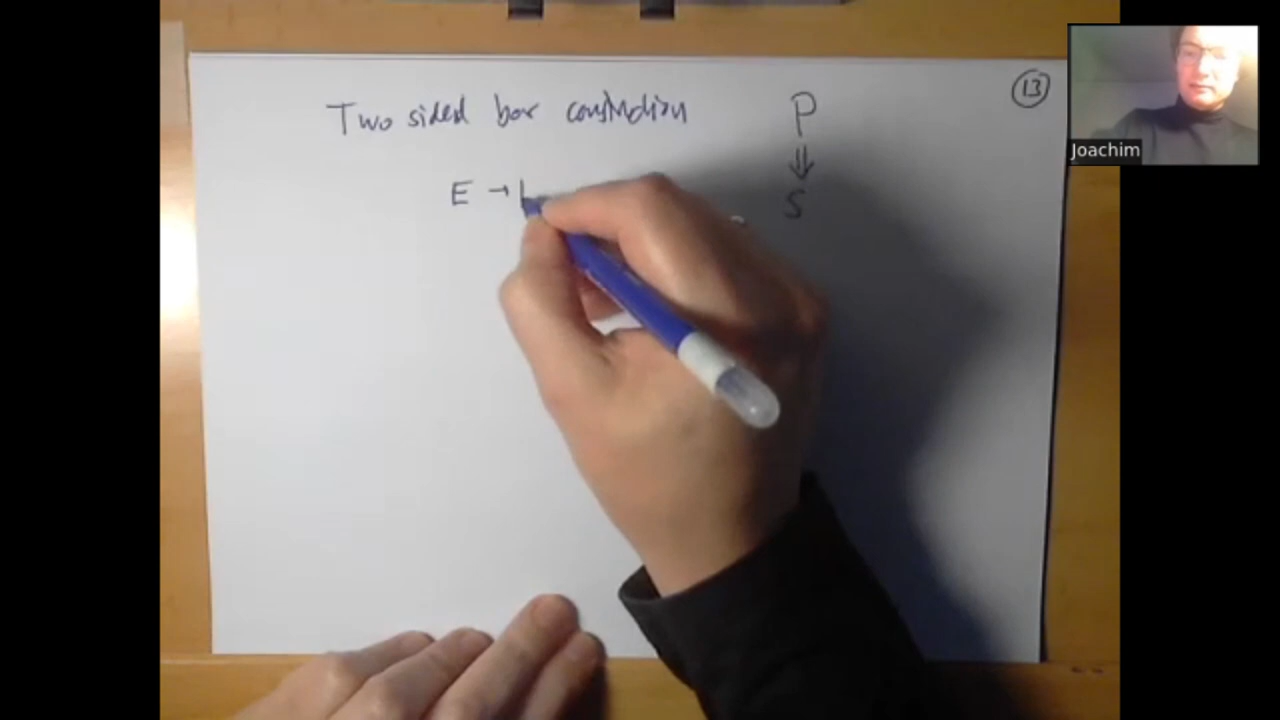 Two sided bar construction
P
⇓
S
E →
13
Joachim